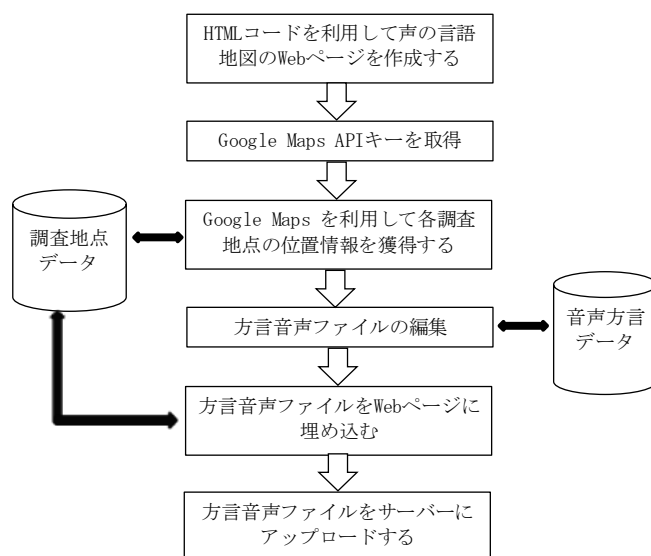 HTMLコードを利用して声の言語
地図のWebページを作成する
Google Maps APIキーを取得
Google Maps を利用して各調査
地点の位置情報を獲得する
調査地点
データ
方言音声ファイルの編集
音声方言
データ
方言音声ファイルをWebページに
埋め込む
方言音声ファイルをサーバーに
アップロードする